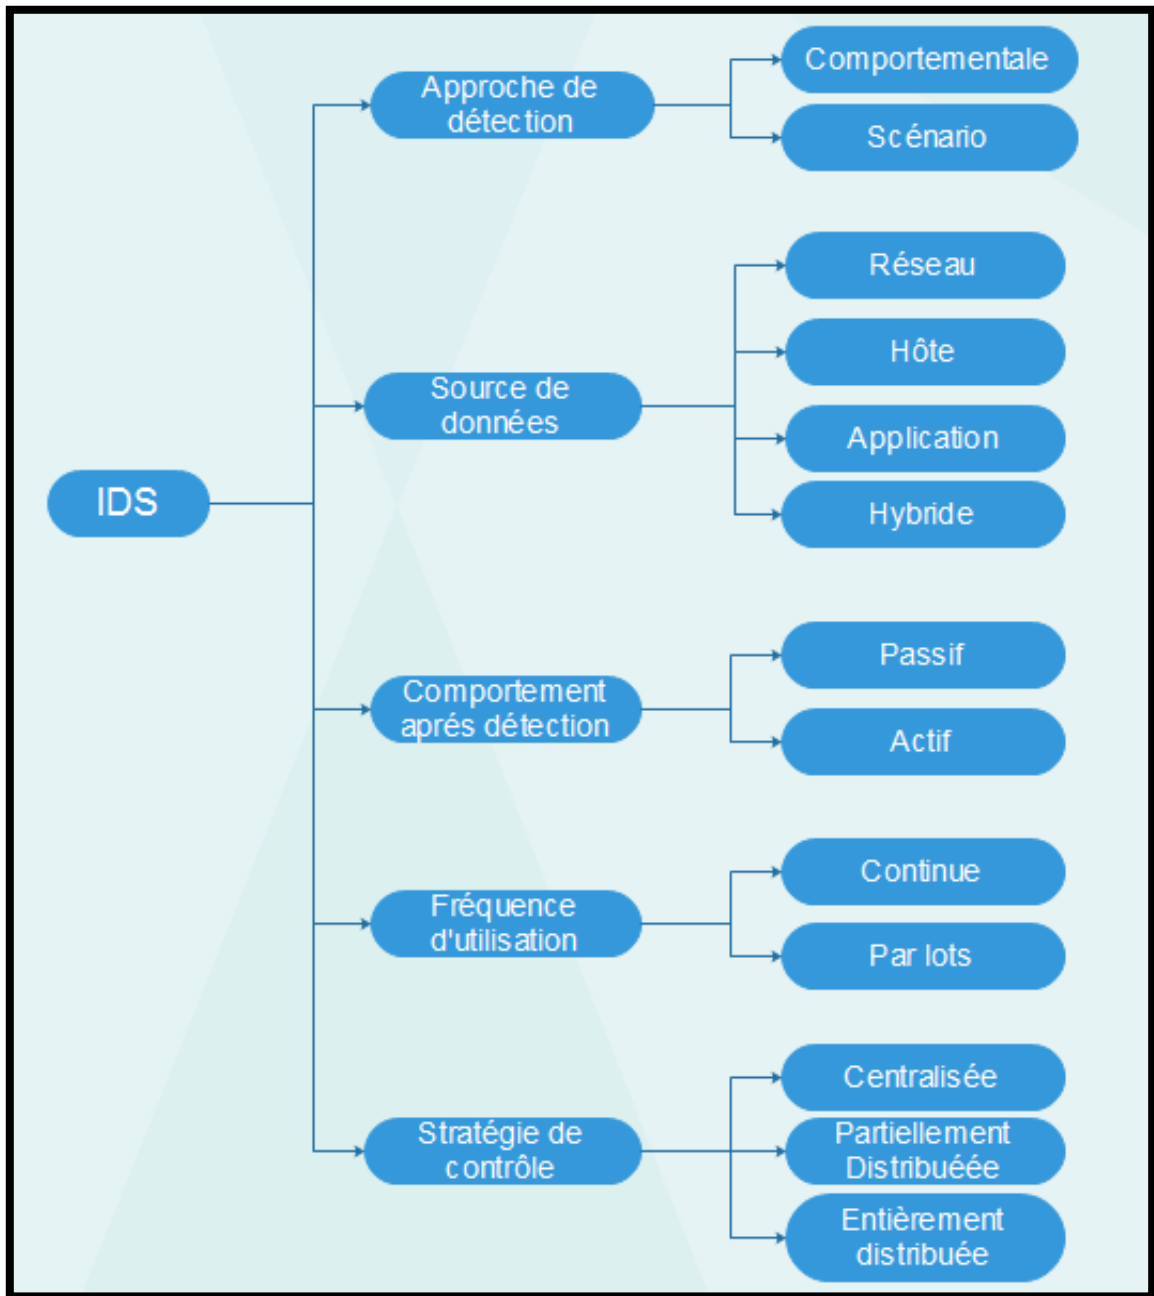 Approche de
détection
Comportementale
Scénario
Source de
données
Réseau
Hôte
Application
Hybride
IDS
Comportement
aprés détection
Passif
Actif
Fréquence
d'utilisation
Continue
Par lots
Stratégie de
contrôle
Centralisée
Partiellement
Distribuéée
Entièrement
distribuée